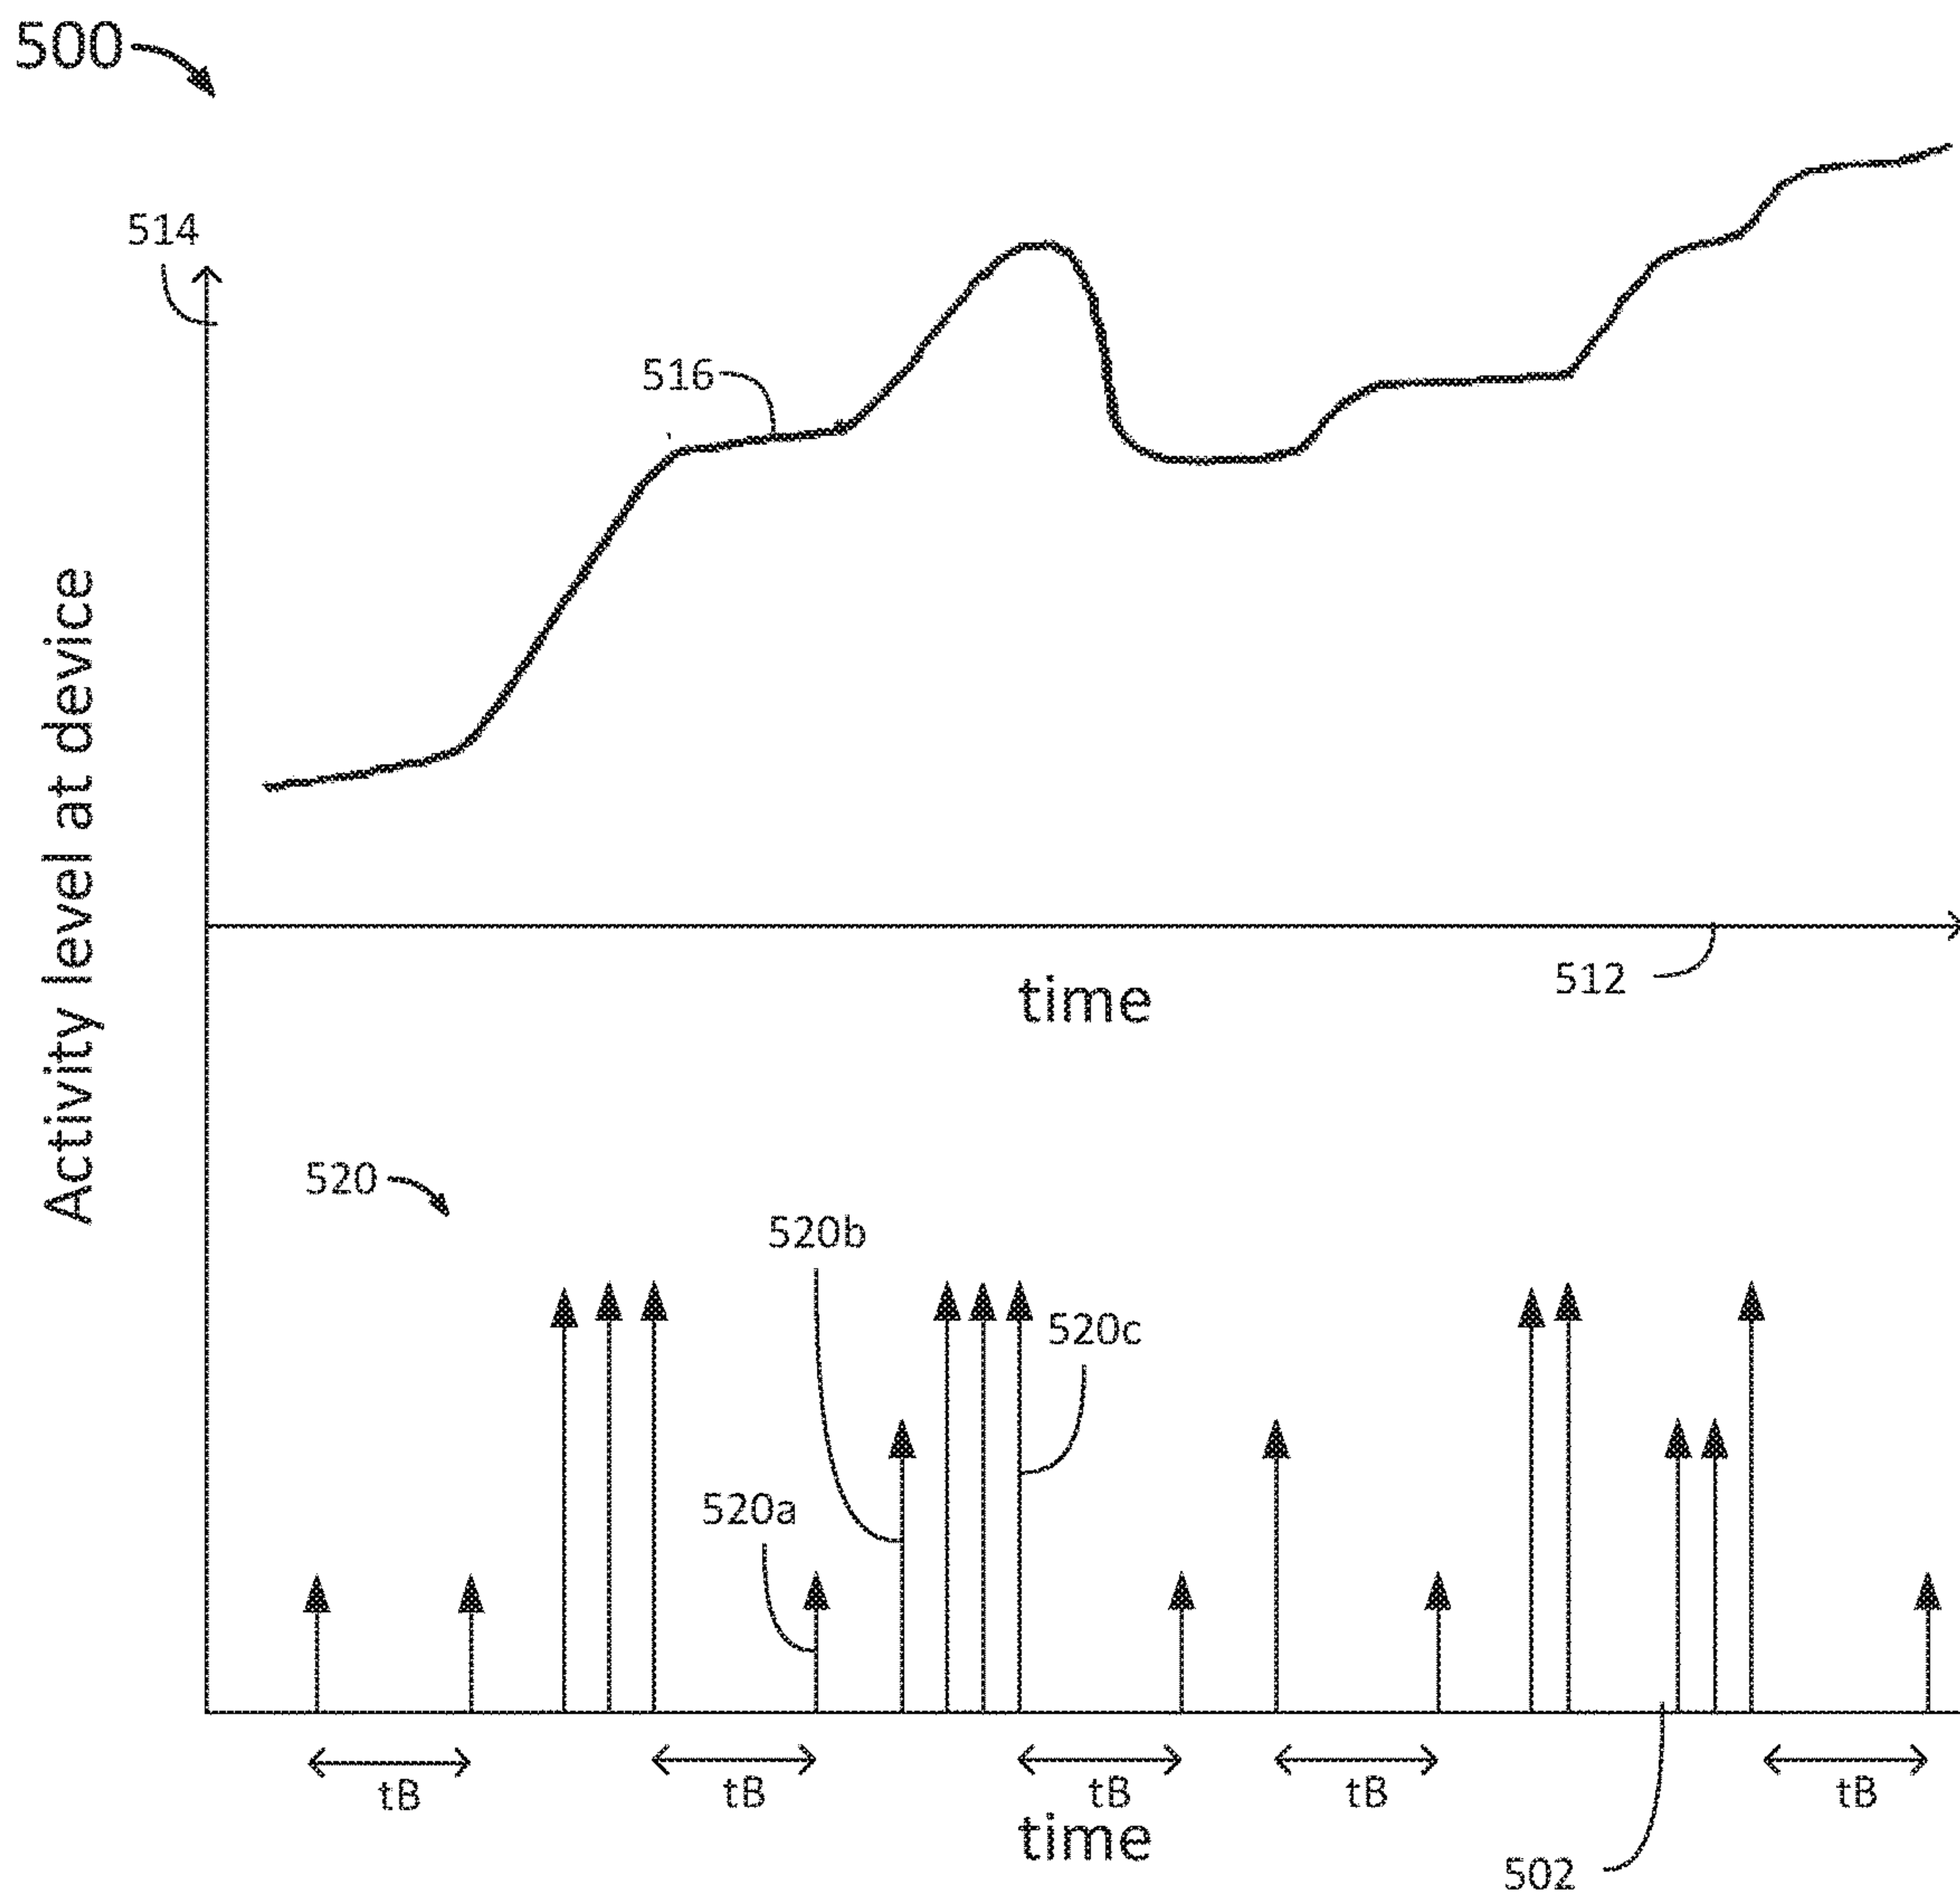 500
514
516
Activity level at device
512
time
520
520b
520c
520a
tB
tB
tB
tB
tB
time
502